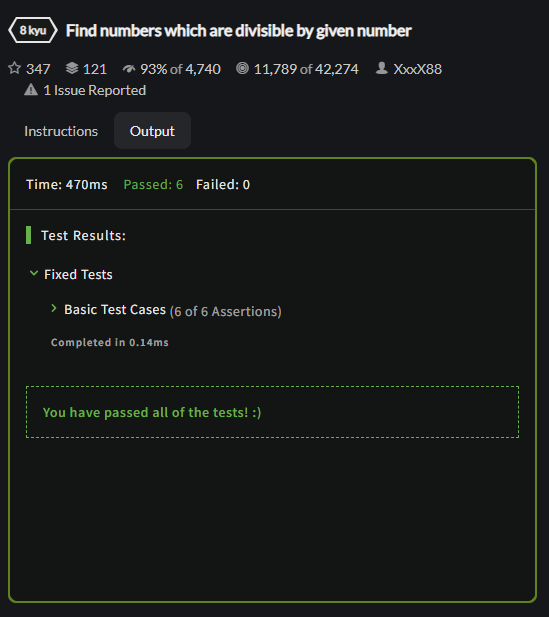 8 kyu Find numbers which are divisible by given number
347 121 93% of 4,740 11,789 of 42,274 XxxX88
1 Issue Reported
Instructions Output
Time: 470ms Passed: 6 Failed: 0
Test Results:
Fixed Tests
Basic Test Cases (6 of 6 Assertions)
Completed in 0.14ms
You have passed all of the tests! :)